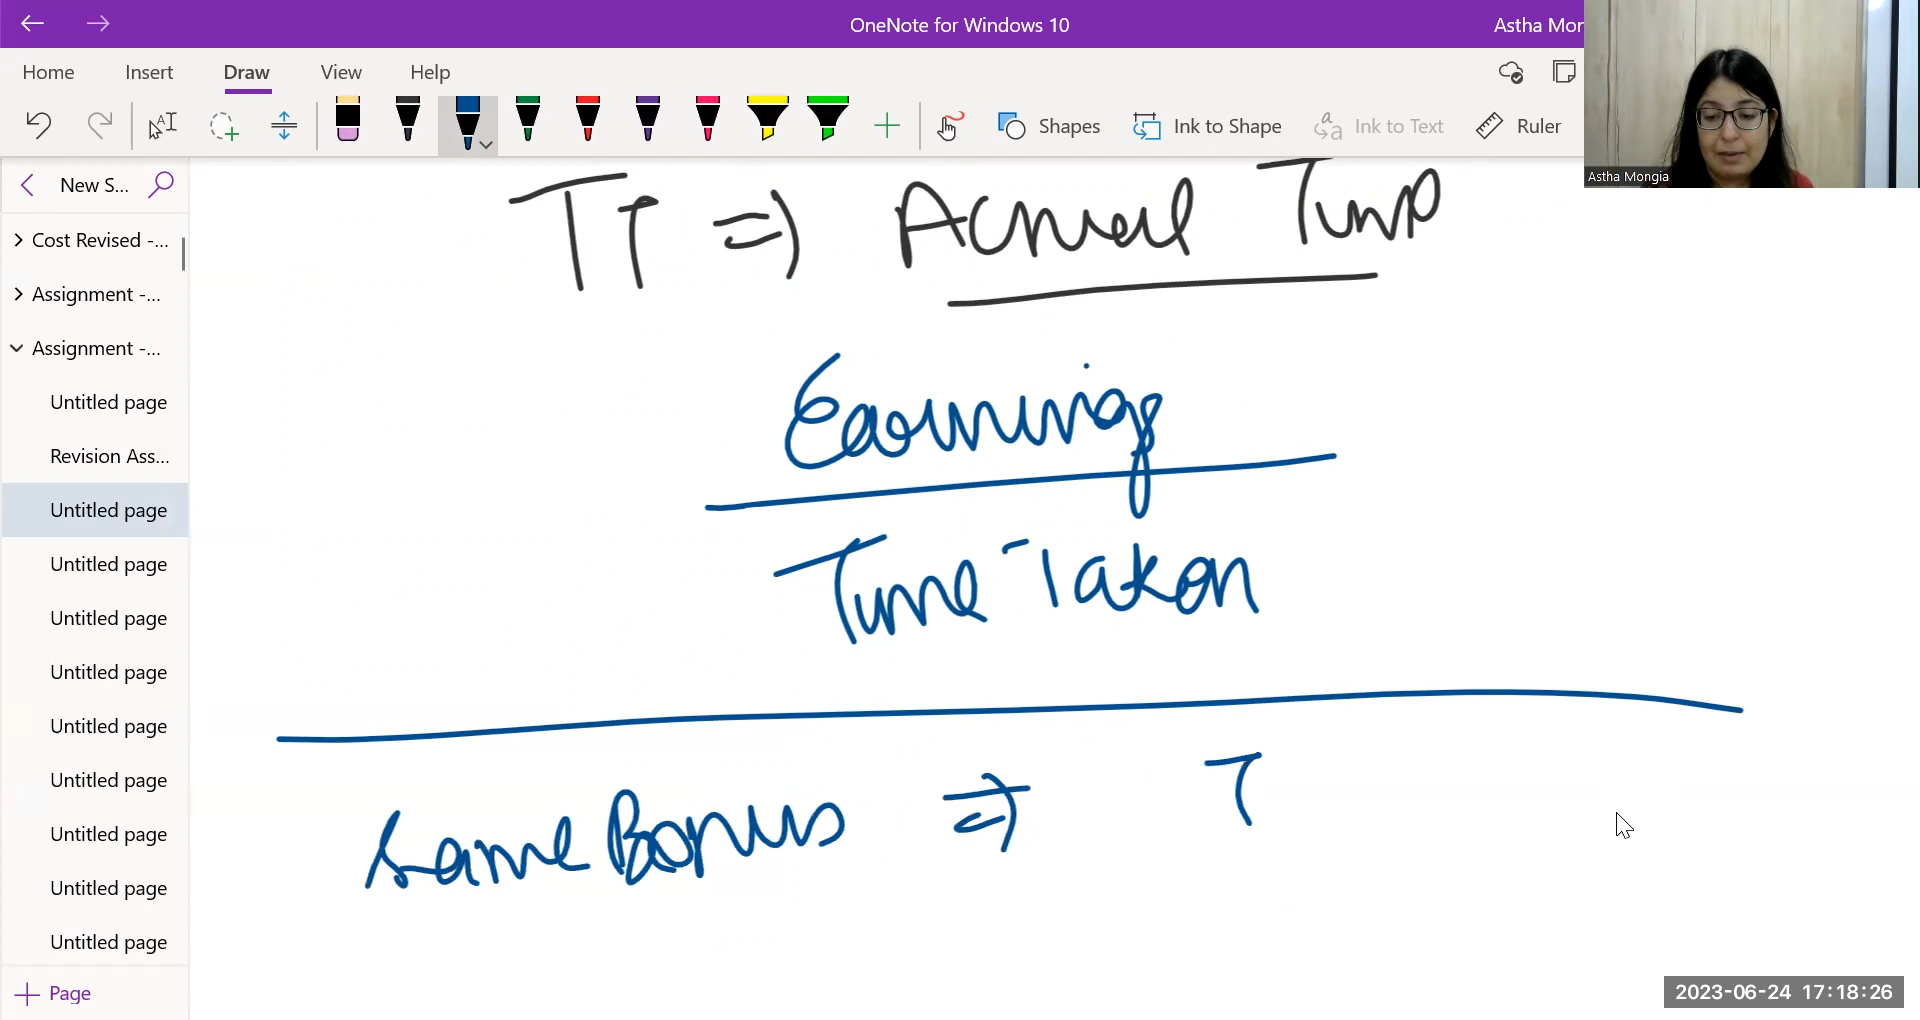 OneNote for Windows 10
Astha Mon
Home Insert Draw View Help
Shapes Ink to Shape Ink to Text Ruler
Astha Mongia
New S...
Cost Revised -...
Assignment -...
Assignment -...
Untitled page
Revision Ass...
Untitled page
Untitled page
Untitled page
Untitled page
Untitled page
Untitled page
Untitled page
Untitled page
Untitled page
Page
TT => Actual Time
Earnings
Time Taken
Same Bonus => T
2023-06-24 17:18:26